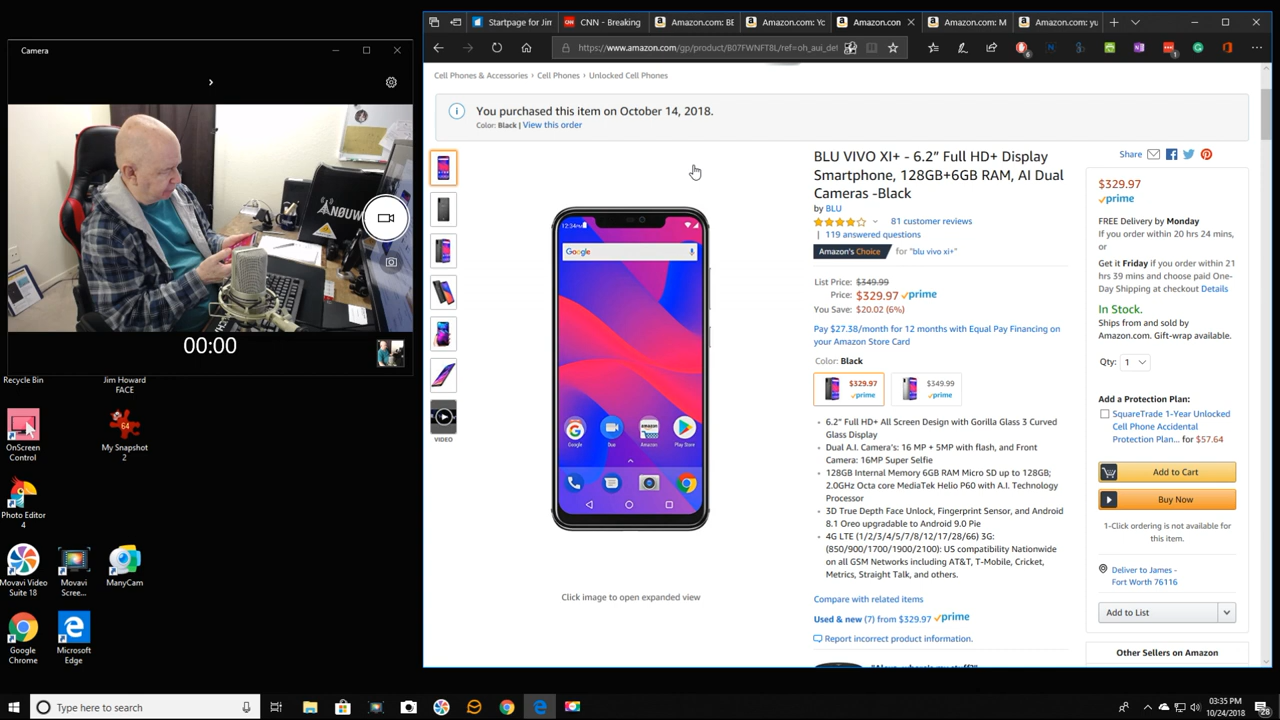 Camera
00:00
ANØUW
Recycle Bin
Jim Howard
FACE
OnScreen
Control
My Snapshot
2
Photo Editor
4
Movavi Video
Suite 18
Movavi
Scree...
ManyCam
Google
Chrome
Microsoft
Edge
Startpage for Jim
CNN - Breaking
Amazon.com: BE
Amazon.com: Yo
Amazon.com
Amazon.com: M
Amazon.com: yu
https://www.amazon.com/gp/product/B07FWNFT8L/ref=oh_aui_det
Cell Phones & Accessories › Cell Phones › Unlocked Cell Phones
You purchased this item on October 14, 2018.
Color: Black | View this order
VIDEO
12:34
Google
Google
Duo
Amazon
Play Store
Click image to open expanded view
BLU VIVO XI+ - 6.2” Full HD+ Display
Smartphone, 128GB+6GB RAM, AI Dual
Cameras -Black
by BLU
81 customer reviews
| 119 answered questions
Amazon's Choice for "blu vivo xi+"
List Price: $349.99
Price: $329.97 prime
You Save: $20.02 (6%)
Pay $27.38/month for 12 months with Equal Pay Financing on
your Amazon Store Card
Color: Black
$329.97
prime
$349.99
prime
6.2” Full HD+ All Screen Design with Gorilla Glass 3 Curved
Glass Display
Dual A.I. Camera's: 16 MP + 5MP with flash, and Front
Camera: 16MP Super Selfie
128GB Internal Memory 6GB RAM Micro SD up to 128GB;
2.0GHz Octa core MediaTek Helio P60 with A.I. Technology
Processor
3D True Depth Face Unlock, Fingerprint Sensor, and Android
8.1 Oreo upgradable to Android 9.0 Pie
4G LTE (1/2/3/4/5/7/8/12/17/28/66) 3G:
(850/900/1700/1900/2100): US compatibility Nationwide
on all GSM Networks including AT&T, T-Mobile, Cricket,
Metrics, Straight Talk, and others.
Compare with related items
Used & new (7) from $329.97 prime
Report incorrect product information.
"Alexa, where's my stuff?"
Share
$329.97
prime
FREE Delivery by Monday
If you order within 20 hrs 24 mins,
or
Get it Friday if you order within 21
hrs 39 mins and choose paid One-
Day Shipping at checkout Details
In Stock.
Ships from and sold by
Amazon.com. Gift-wrap available.
Qty: 1
Add a Protection Plan:
SquareTrade 1-Year Unlocked
Cell Phone Accidental
Protection Plan... for $57.64
Add to Cart
Buy Now
1-Click ordering is not available for
this item.
Deliver to James -
Fort Worth 76116
Add to List
Other Sellers on Amazon
Type here to search
03:35 PM
10/24/2018
28